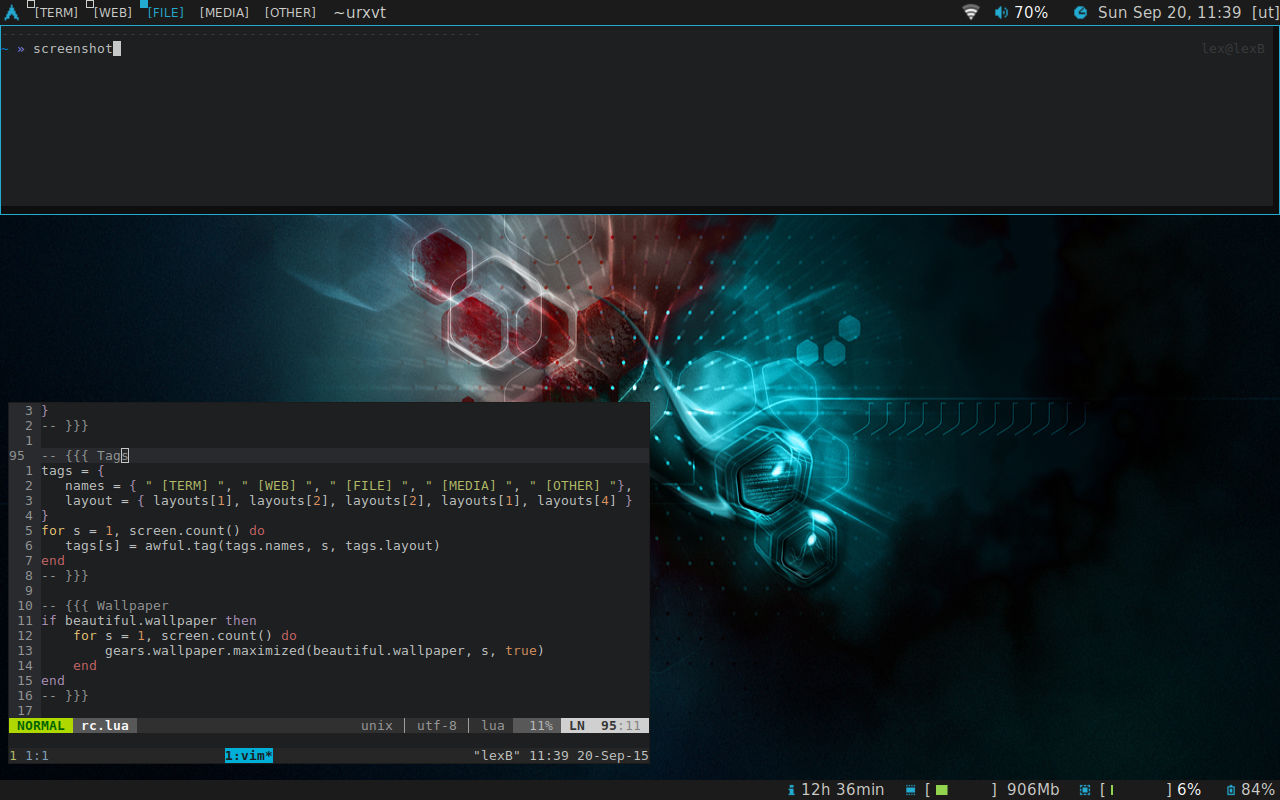 [TERM] [WEB] [FILE] [MEDIA] [OTHER] ~urxvt 70% Sun Sep 20, 11:39 [ut]
~ » screenshot lex@lexB
3 }
2 -- }}}
1
95 -- {{{ Tags
1 tags = {
2    names = { " [TERM] ", " [WEB] ", " [FILE] ", " [MEDIA] ", " [OTHER] "},
3    layout = { layouts[1], layouts[2], layouts[2], layouts[1], layouts[4] }
4 }
5 for s = 1, screen.count() do
6    tags[s] = awful.tag(tags.names, s, tags.layout)
7 end
8 -- }}}
9
10 -- {{{ Wallpaper
11 if beautiful.wallpaper then
12     for s = 1, screen.count() do
13         gears.wallpaper.maximized(beautiful.wallpaper, s, true)
14     end
15 end
16 -- }}}
17
NORMAL rc.lua unix | utf-8 | lua 11% LN 95:11
1 1:1 1:vim* "lexB" 11:39 20-Sep-15
12h 36min [ ] 906Mb [ ] 6% 84%